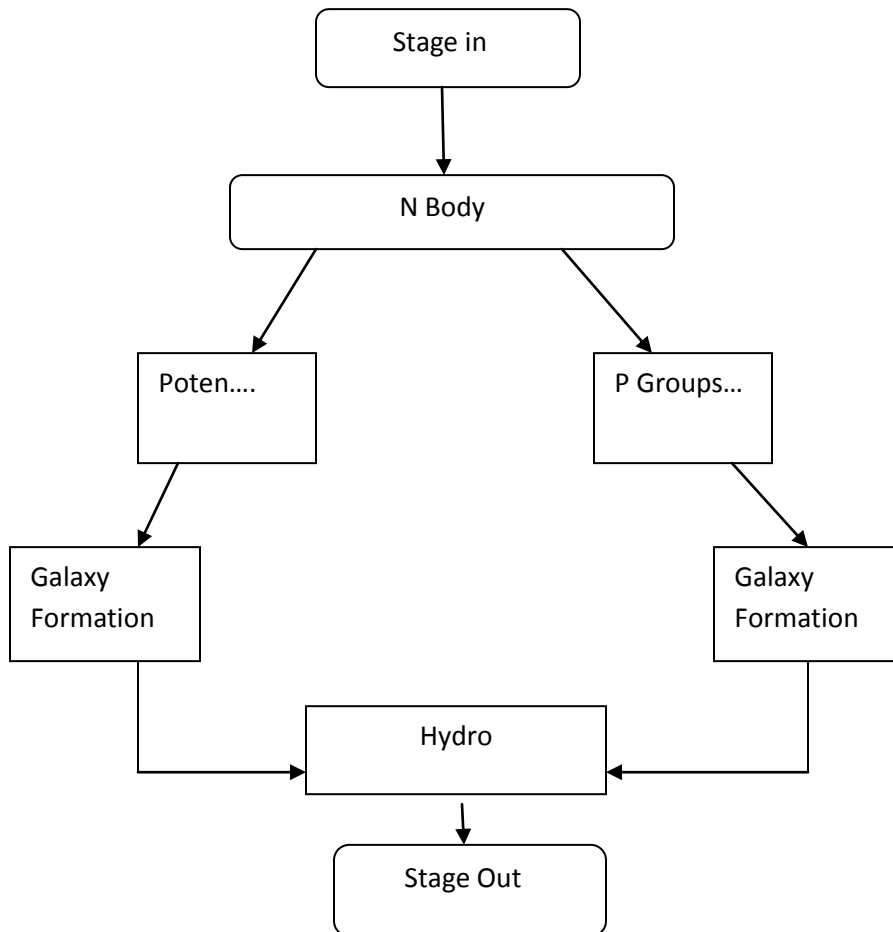 Stage in
N Body
Poten....
P Groups...
Galaxy
Formation
Galaxy
Formation
Hydro
Stage Out